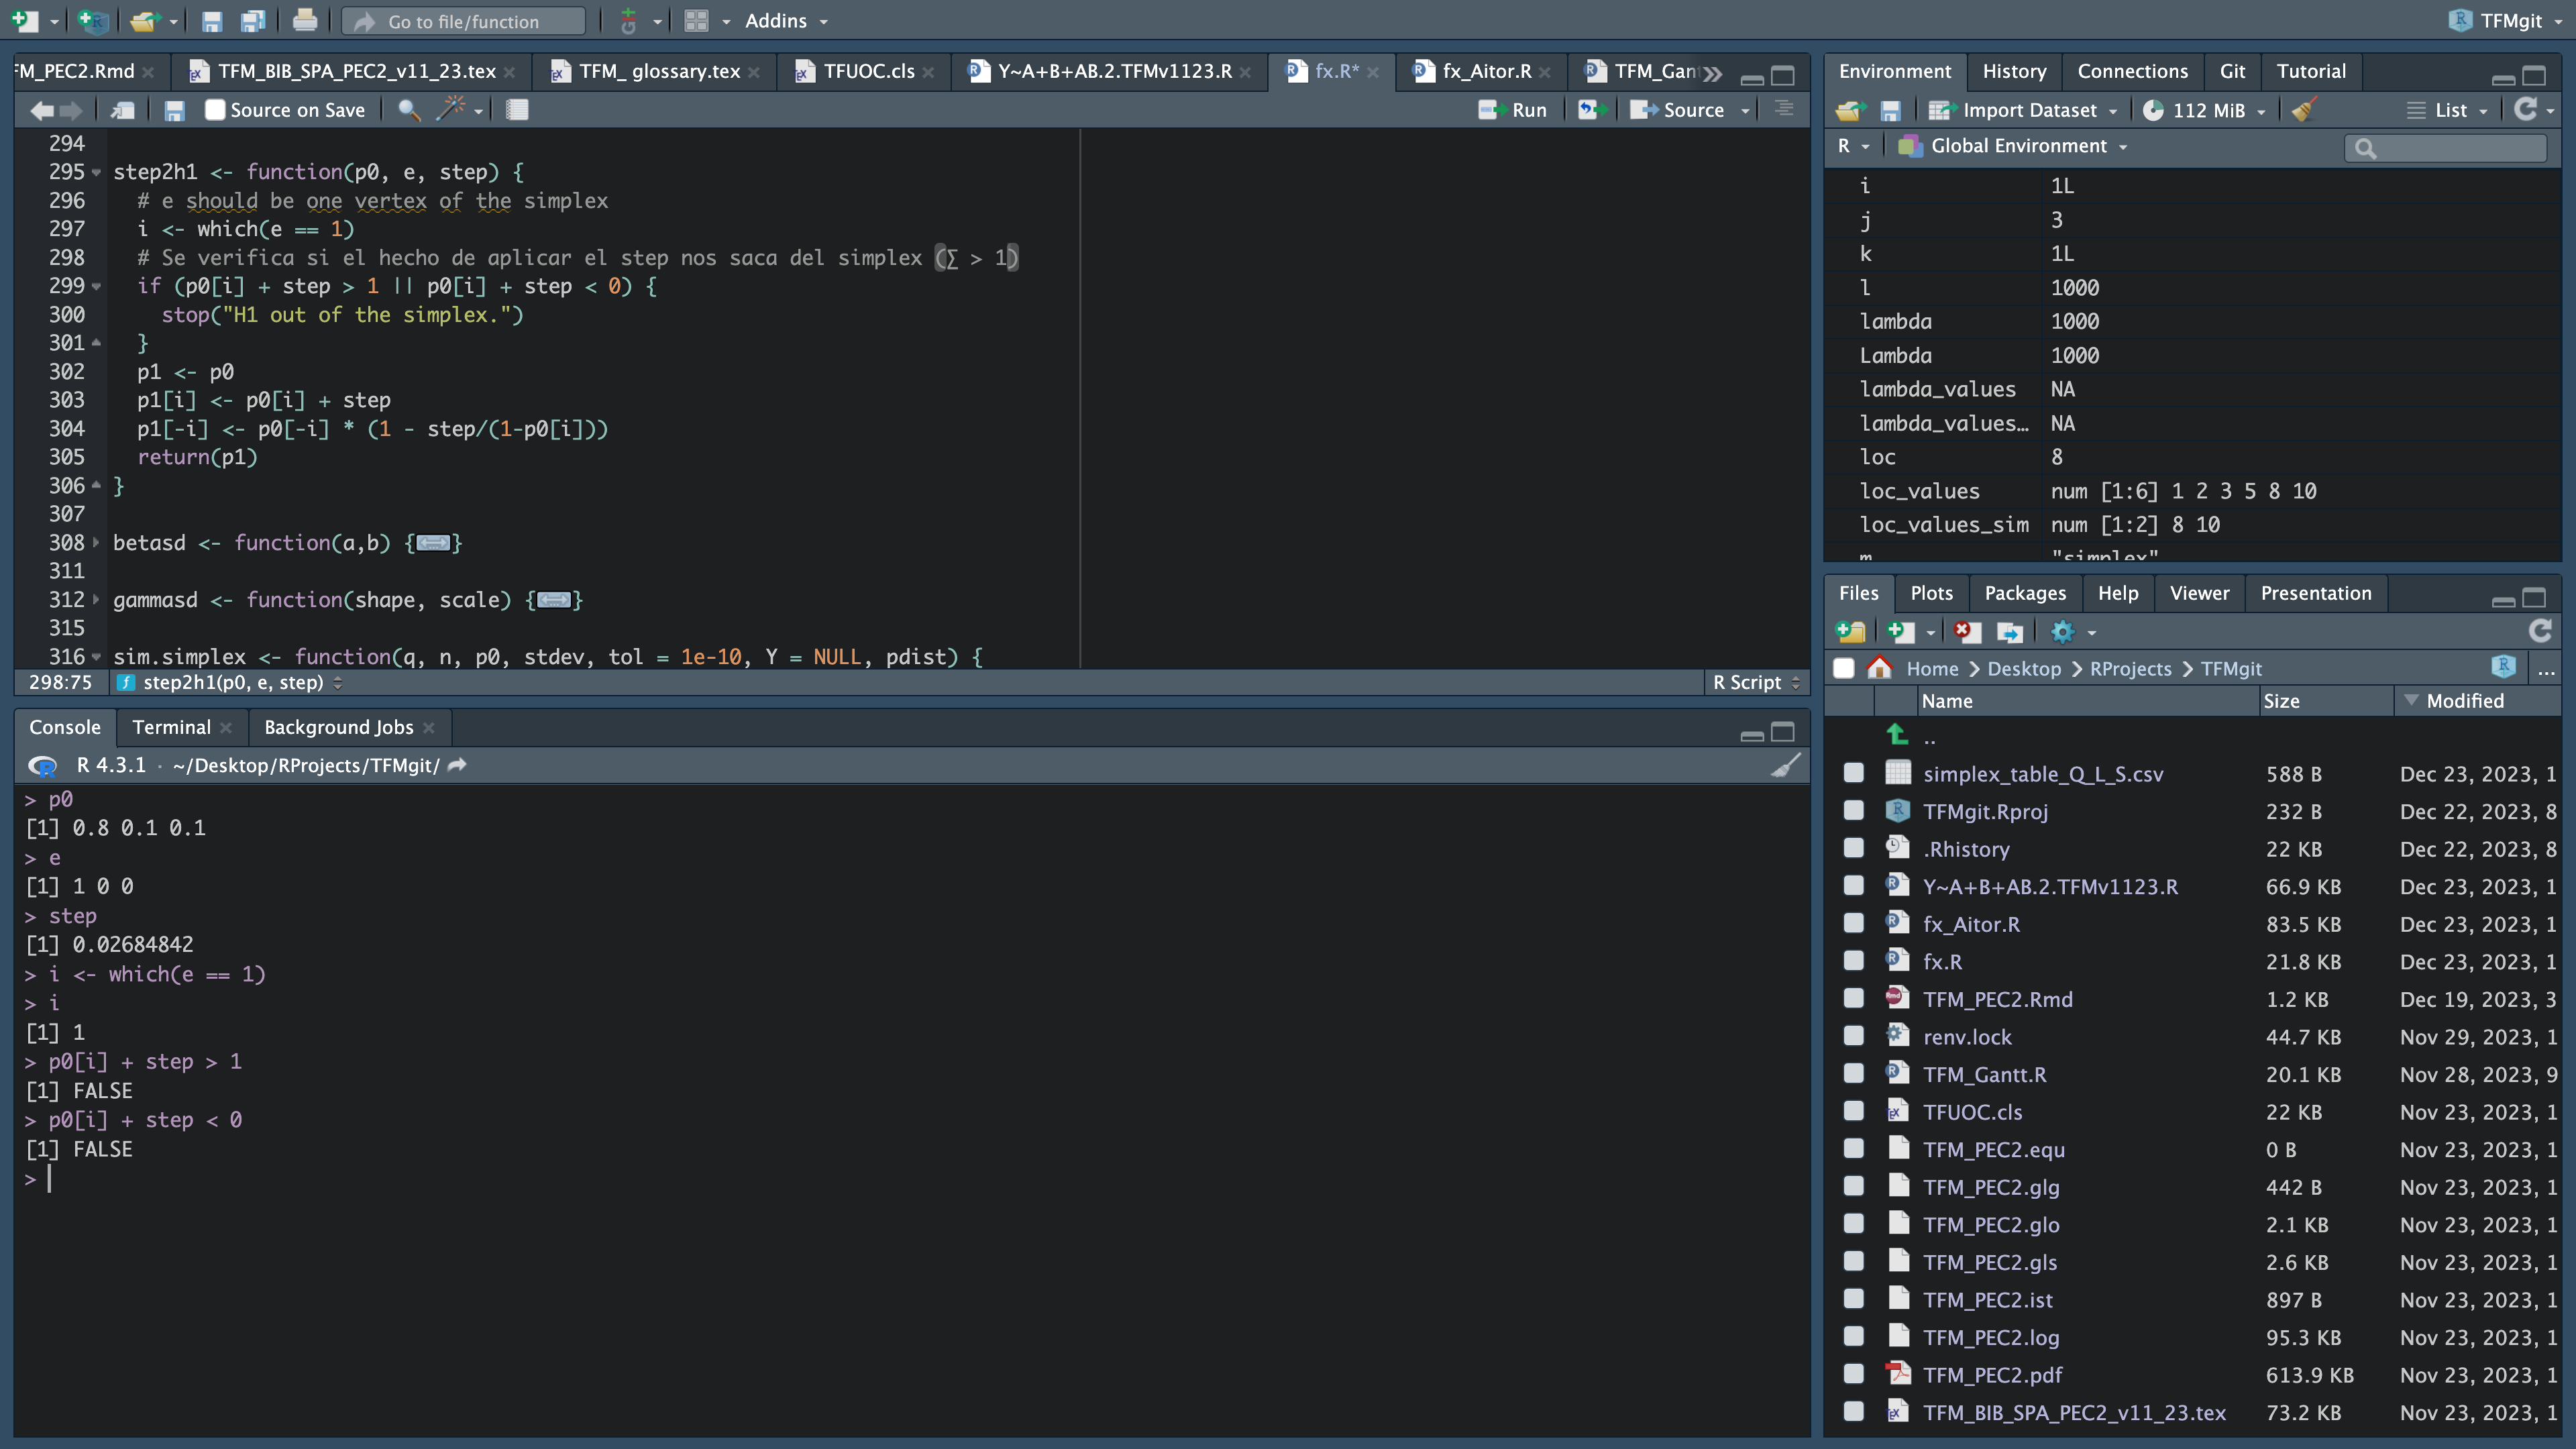 Go to file/function
Addins
TFMgit
FM_PEC2.Rmd
TFM_BIB_SPA_PEC2_v11_23.tex
TFM_ glossary.tex
TFUOC.cls
Y~A+B+AB.2.TFMv1123.R
fx.R*
fx_Aitor.R
TFM_Gan
Source on Save
Run
Source
294
295 step2h1 <- function(p0, e, step) {
296 # e should be one vertex of the simplex
297 i <- which(e == 1)
298 # Se verifica si el hecho de aplicar el step nos saca del simplex (∑ > 1)
299 if (p0[i] + step > 1 || p0[i] + step < 0) {
300 stop("H1 out of the simplex.")
301 }
302 p1 <- p0
303 p1[i] <- p0[i] + step
304 p1[-i] <- p0[-i] * (1 - step/(1-p0[i]))
305 return(p1)
306 }
307
308 betasd <- function(a,b) {}
311
312 gammasd <- function(shape, scale) {}
315
316 sim.simplex <- function(q, n, p0, stdev, tol = 1e-10, Y = NULL, pdist) {
298:75 step2h1(p0, e, step) R Script
Console Terminal Background Jobs
R 4.3.1 · ~/Desktop/RProjects/TFMgit/
> p0
[1] 0.8 0.1 0.1
> e
[1] 1 0 0
> step
[1] 0.02684842
> i <- which(e == 1)
> i
[1] 1
> p0[i] + step > 1
[1] FALSE
> p0[i] + step < 0
[1] FALSE
>
Environment History Connections Git Tutorial
Import Dataset 112 MiB List
R Global Environment
i 1L
j 3
k 1L
l 1000
lambda 1000
Lambda 1000
lambda_values NA
lambda_values… NA
loc 8
loc_values num [1:6] 1 2 3 5 8 10
loc_values_sim num [1:2] 8 10
m "simplex"
Files Plots Packages Help Viewer Presentation
Home Desktop RProjects TFMgit ...
Name Size Modified
..
simplex_table_Q_L_S.csv 588 B Dec 23, 2023, 1
TFMgit.Rproj 232 B Dec 22, 2023, 8
.Rhistory 22 KB Dec 22, 2023, 8
Y~A+B+AB.2.TFMv1123.R 66.9 KB Dec 23, 2023, 1
fx_Aitor.R 83.5 KB Dec 23, 2023, 1
fx.R 21.8 KB Dec 23, 2023, 1
TFM_PEC2.Rmd 1.2 KB Dec 19, 2023, 3
renv.lock 44.7 KB Nov 29, 2023, 1
TFM_Gantt.R 20.1 KB Nov 28, 2023, 9
TFUOC.cls 22 KB Nov 23, 2023, 1
TFM_PEC2.equ 0 B Nov 23, 2023, 1
TFM_PEC2.glg 442 B Nov 23, 2023, 1
TFM_PEC2.glo 2.1 KB Nov 23, 2023, 1
TFM_PEC2.gls 2.6 KB Nov 23, 2023, 1
TFM_PEC2.ist 897 B Nov 23, 2023, 1
TFM_PEC2.log 95.3 KB Nov 23, 2023, 1
TFM_PEC2.pdf 613.9 KB Nov 23, 2023, 1
TFM_BIB_SPA_PEC2_v11_23.tex 73.2 KB Nov 23, 2023, 1